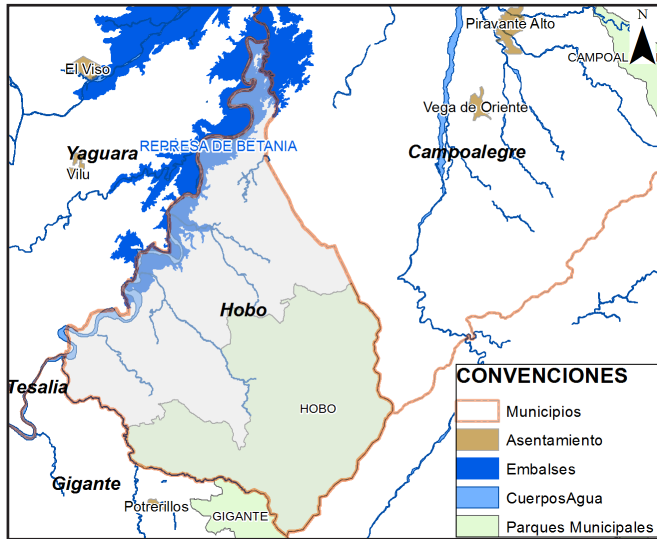 Piravante Alto
N
CAMPOAL
El Viso
Vega de Oriente
REPRESA DE BETANIA
Yaguara
Vilu
Campoalegre
Hobo
Tesalia
HOBO
Gigante
Potrerillos
GIGANTE
CONVENCIONES
Municipios
Asentamiento
Embalses
CuerposAgua
Parques Municipales